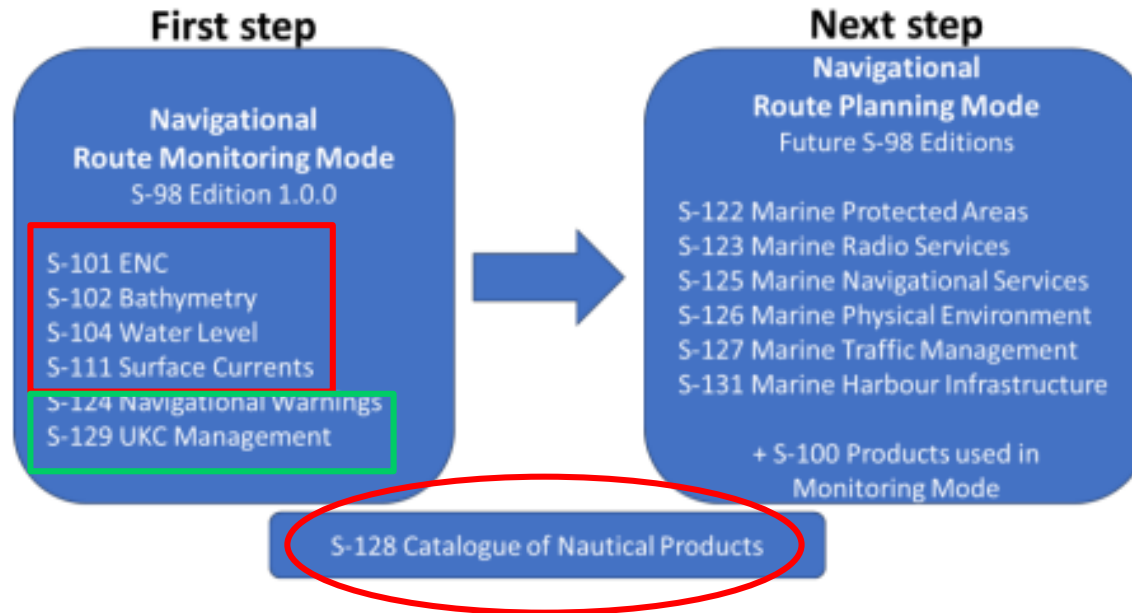 First step
Navigational
Route Monitoring Mode
S-98 Edition 1.0.0
S-101 ENC
S-102 Bathymetry
S-104 Water Level
S-111 Surface Currents
S-124 Navigational Warnings
S-129 UKC Management
Next step
Navigational
Route Planning Mode
Future S-98 Editions
S-122 Marine Protected Areas
S-123 Marine Radio Services
S-125 Marine Navigational Services
S-126 Marine Physical Environment
S-127 Marine Traffic Management
S-131 Marine Harbour Infrastructure
+ S-100 Products used in
Monitoring Mode
S-128 Catalogue of Nautical Products